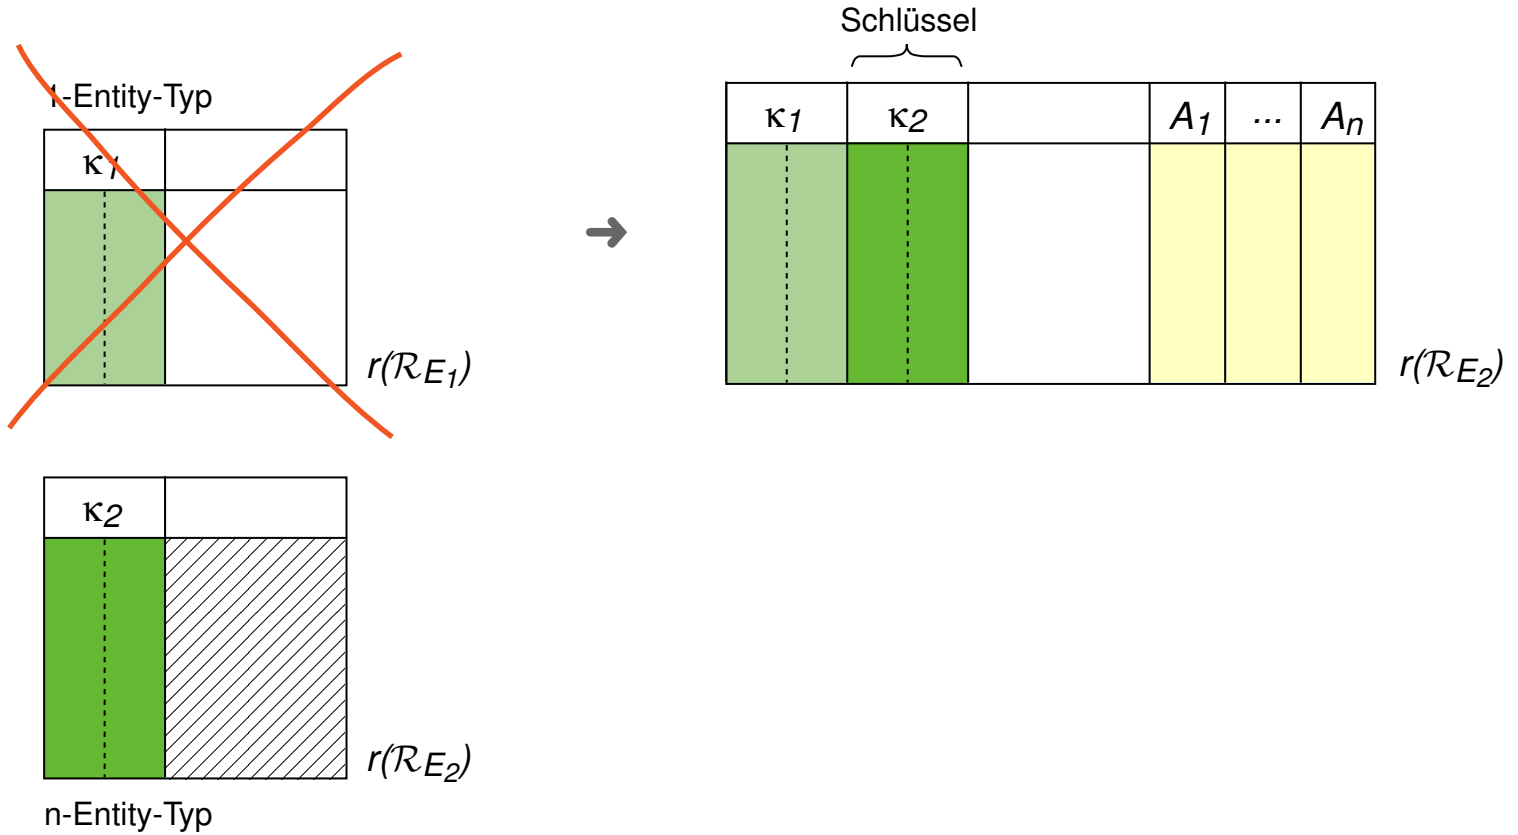 1-Entity-Typ
κ1
r(ℛE1)
κ2
r(ℛE2)
n-Entity-Typ
Schlüssel
κ1 κ2 A1 ... An
r(ℛE2)